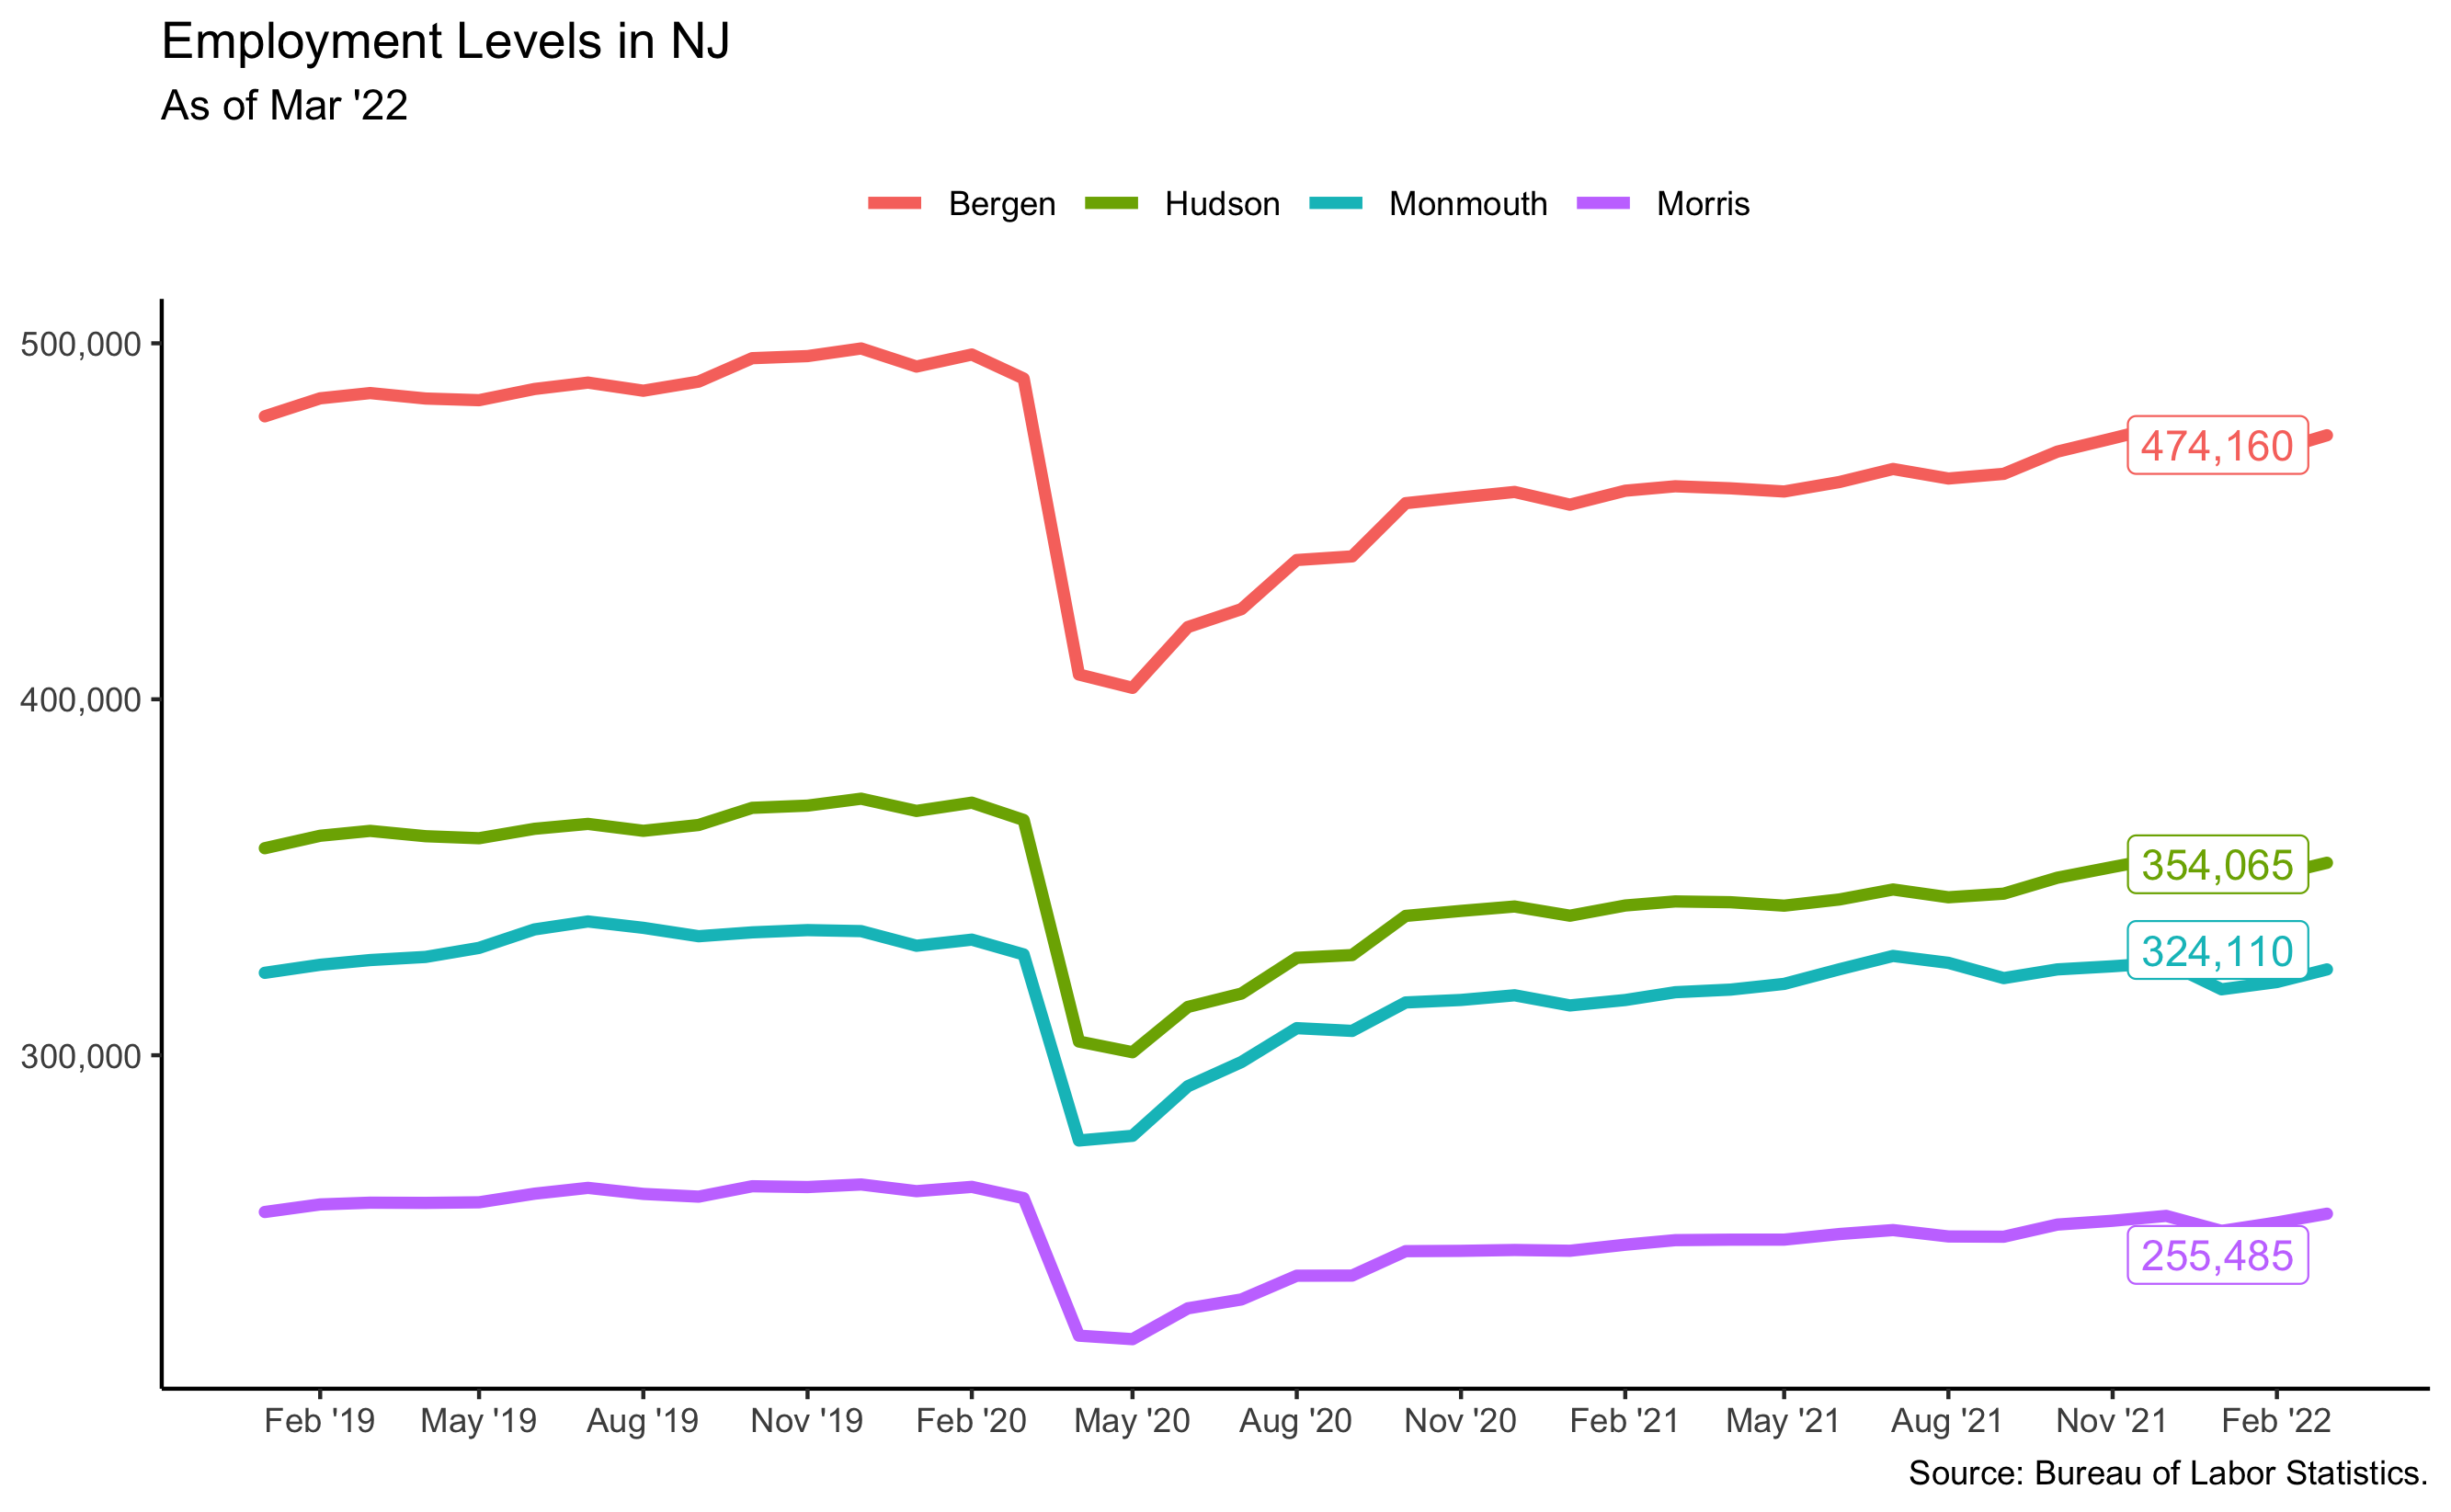 Employment Levels in NJ
As of Mar '22
Bergen Hudson Monmouth Morris
500,000
400,000
300,000
474,160
354,065
324,110
255,485
Feb '19 May '19 Aug '19 Nov '19 Feb '20 May '20 Aug '20 Nov '20 Feb '21 May '21 Aug '21 Nov '21 Feb '22
Source: Bureau of Labor Statistics.